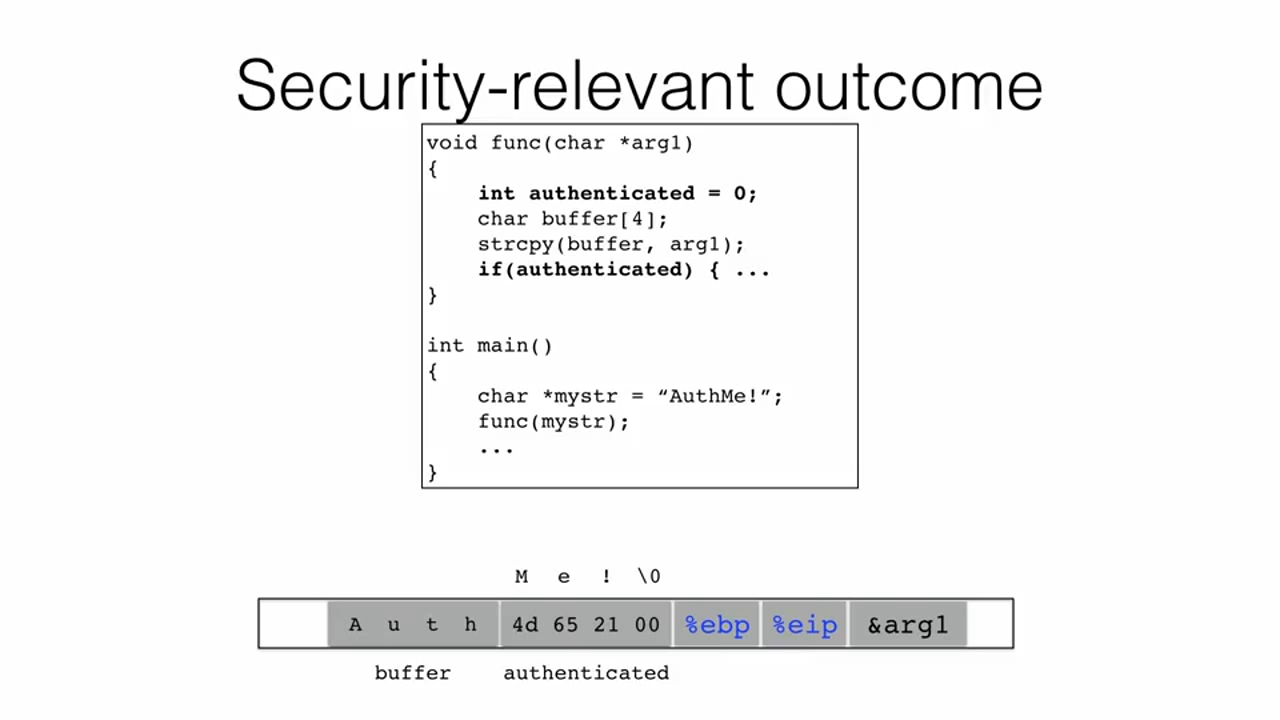 Security-relevant outcome
void func(char *arg1)
{
    int authenticated = 0;
    char buffer[4];
    strcpy(buffer, arg1);
    if(authenticated) { ...
}
int main()
{
    char *mystr = “AuthMe!”;
    func(mystr);
    ...
}
M e ! \0
A u t h 4d 65 21 00 %ebp %eip &arg1
buffer authenticated